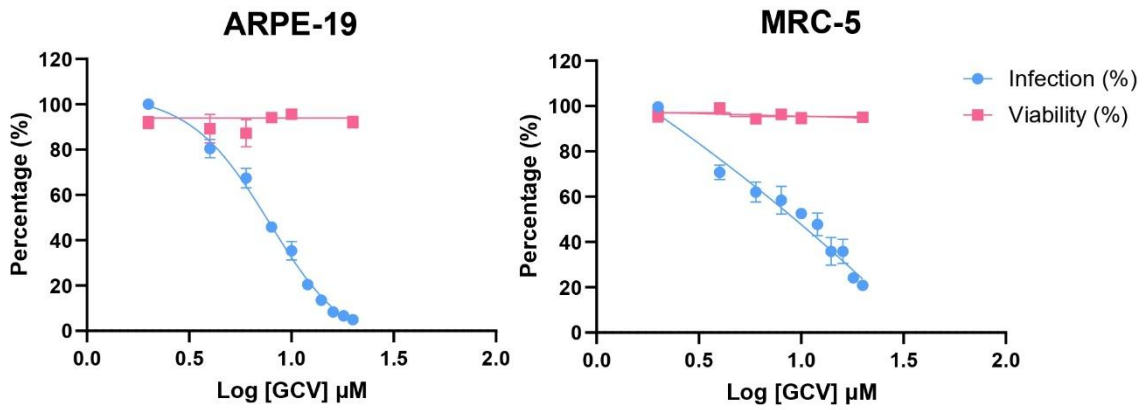 ARPE-19
120
100
80
60
40
20
0
Percentage (%)
0.0 0.5 1.0 1.5 2.0
Log [GCV] µM
MRC-5
120
100
80
60
40
20
0
Percentage (%)
0.0 0.5 1.0 1.5 2.0
Log [GCV] µM
Infection (%)
Viability (%)